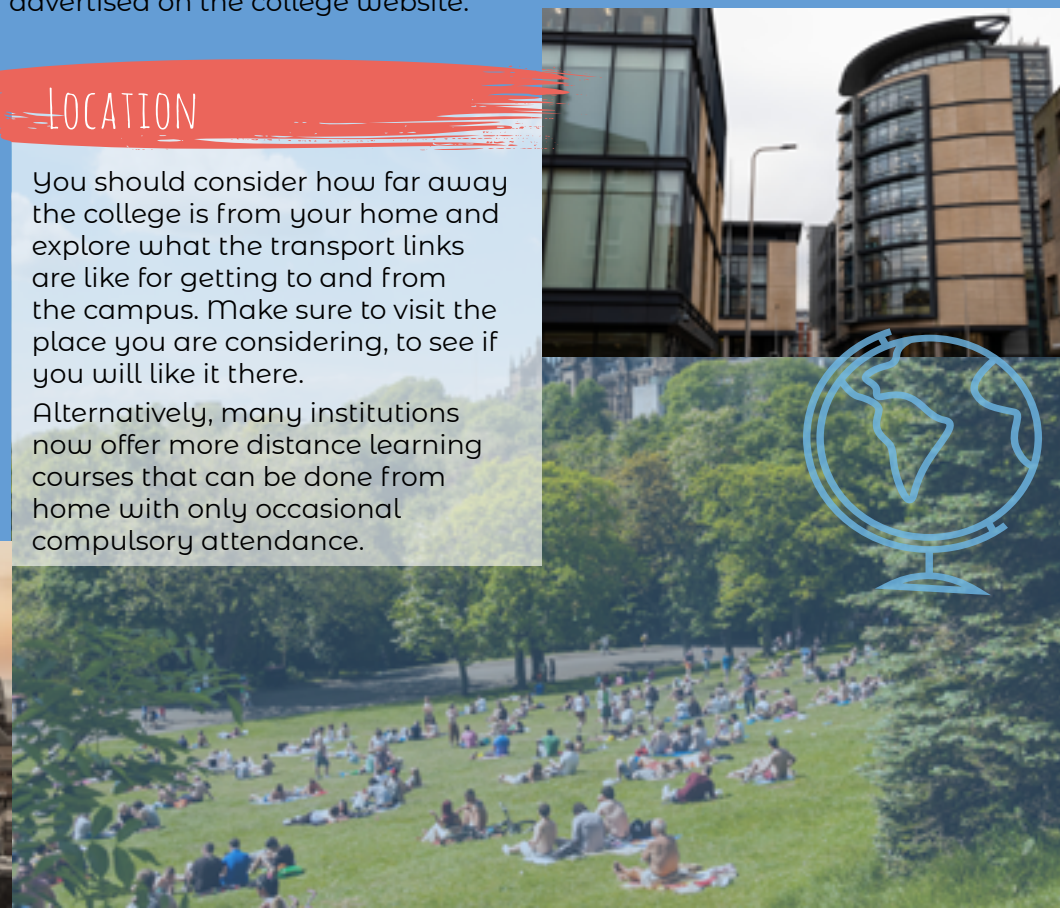 advertised on the college website.
Location
You should consider how far away
the college is from your home and
explore what the transport links
are like for getting to and from
the campus. Make sure to visit the
place you are considering, to see if
you will like it there.
Alternatively, many institutions
now offer more distance learning
courses that can be done from
home with only occasional
compulsory attendance.